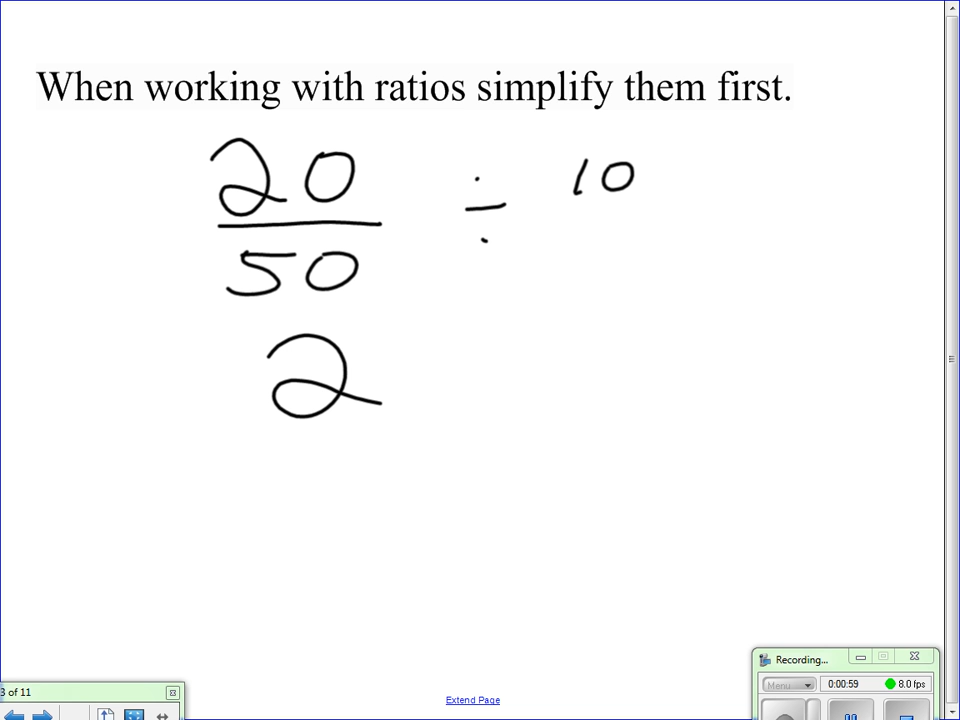 When working with ratios simplify them first.
20 ÷ 10
50
2
Recording...
Menu 0:00:59 8.0 fps
3 of 11
Extend Page